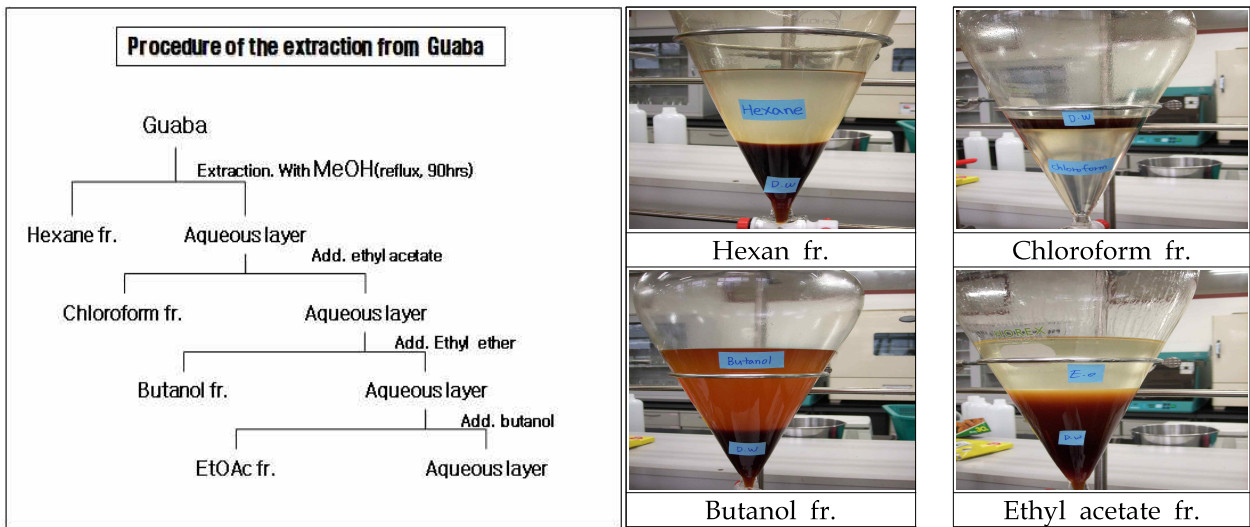 Procedure of the extraction from Guaba
Guaba
Extraction. With MeOH(reflux, 90hrs)
Hexane fr. Aqueous layer
Add. ethyl acetate
Chloroform fr. Aqueous layer
Add. Ethyl ether
Butanol fr. Aqueous layer
Add. butanol
EtOAc fr. Aqueous layer
Hexane
D.W
Hexan fr.
D.W
chloroform
Chloroform fr.
Butanol
D.W
Butanol fr.
E.e
D.W
Ethyl acetate fr.